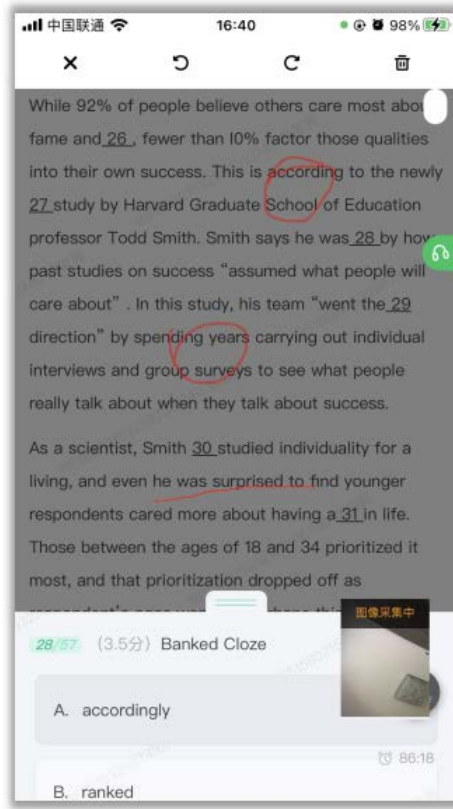 中国联通 16:40 98%
While 92% of people believe others care most abou
fame and 26 , fewer than I0% factor those qualities
into their own success. This is according to the newly
27 study by Harvard Graduate School of Education
professor Todd Smith. Smith says he was 28 by how
past studies on success “assumed what people will
care about” . In this study, his team “went the 29
direction” by spending years carrying out individual
interviews and group surveys to see what people
really talk about when they talk about success.
As a scientist, Smith 30 studied individuality for a
living, and even he was surprised to find younger
respondents cared more about having a 31 in life.
Those between the ages of 18 and 34 prioritized it
most, and that prioritization dropped off as
图像采集中
28/57 (3.5分) Banked Cloze
A. accordingly
86:18
B. ranked